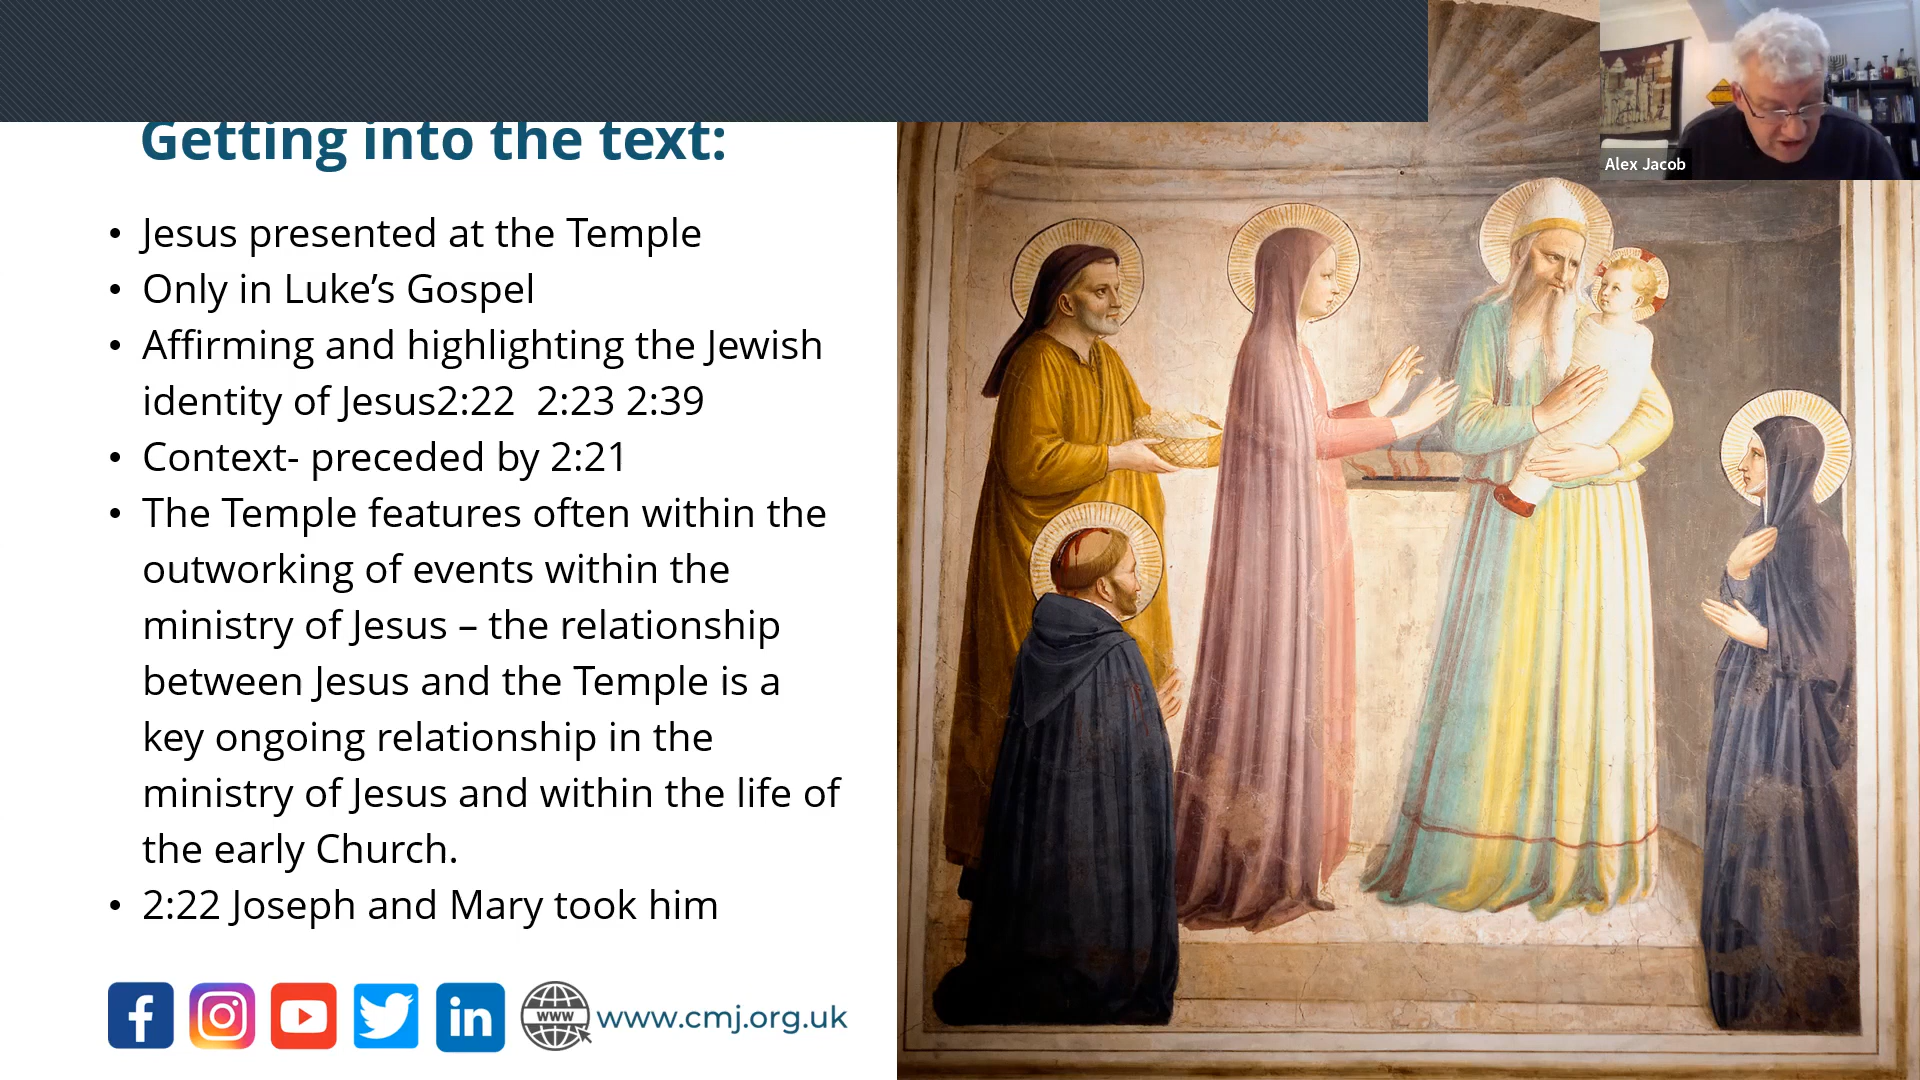 Getting into the text:
• Jesus presented at the Temple
• Only in Luke’s Gospel
• Affirming and highlighting the Jewish
identity of Jesus2:22  2:23 2:39
• Context- preceded by 2:21
• The Temple features often within the
outworking of events within the
ministry of Jesus – the relationship
between Jesus and the Temple is a
key ongoing relationship in the
ministry of Jesus and within the life of
the early Church.
• 2:22 Joseph and Mary took him
www www.cmj.org.uk
Alex Jacob